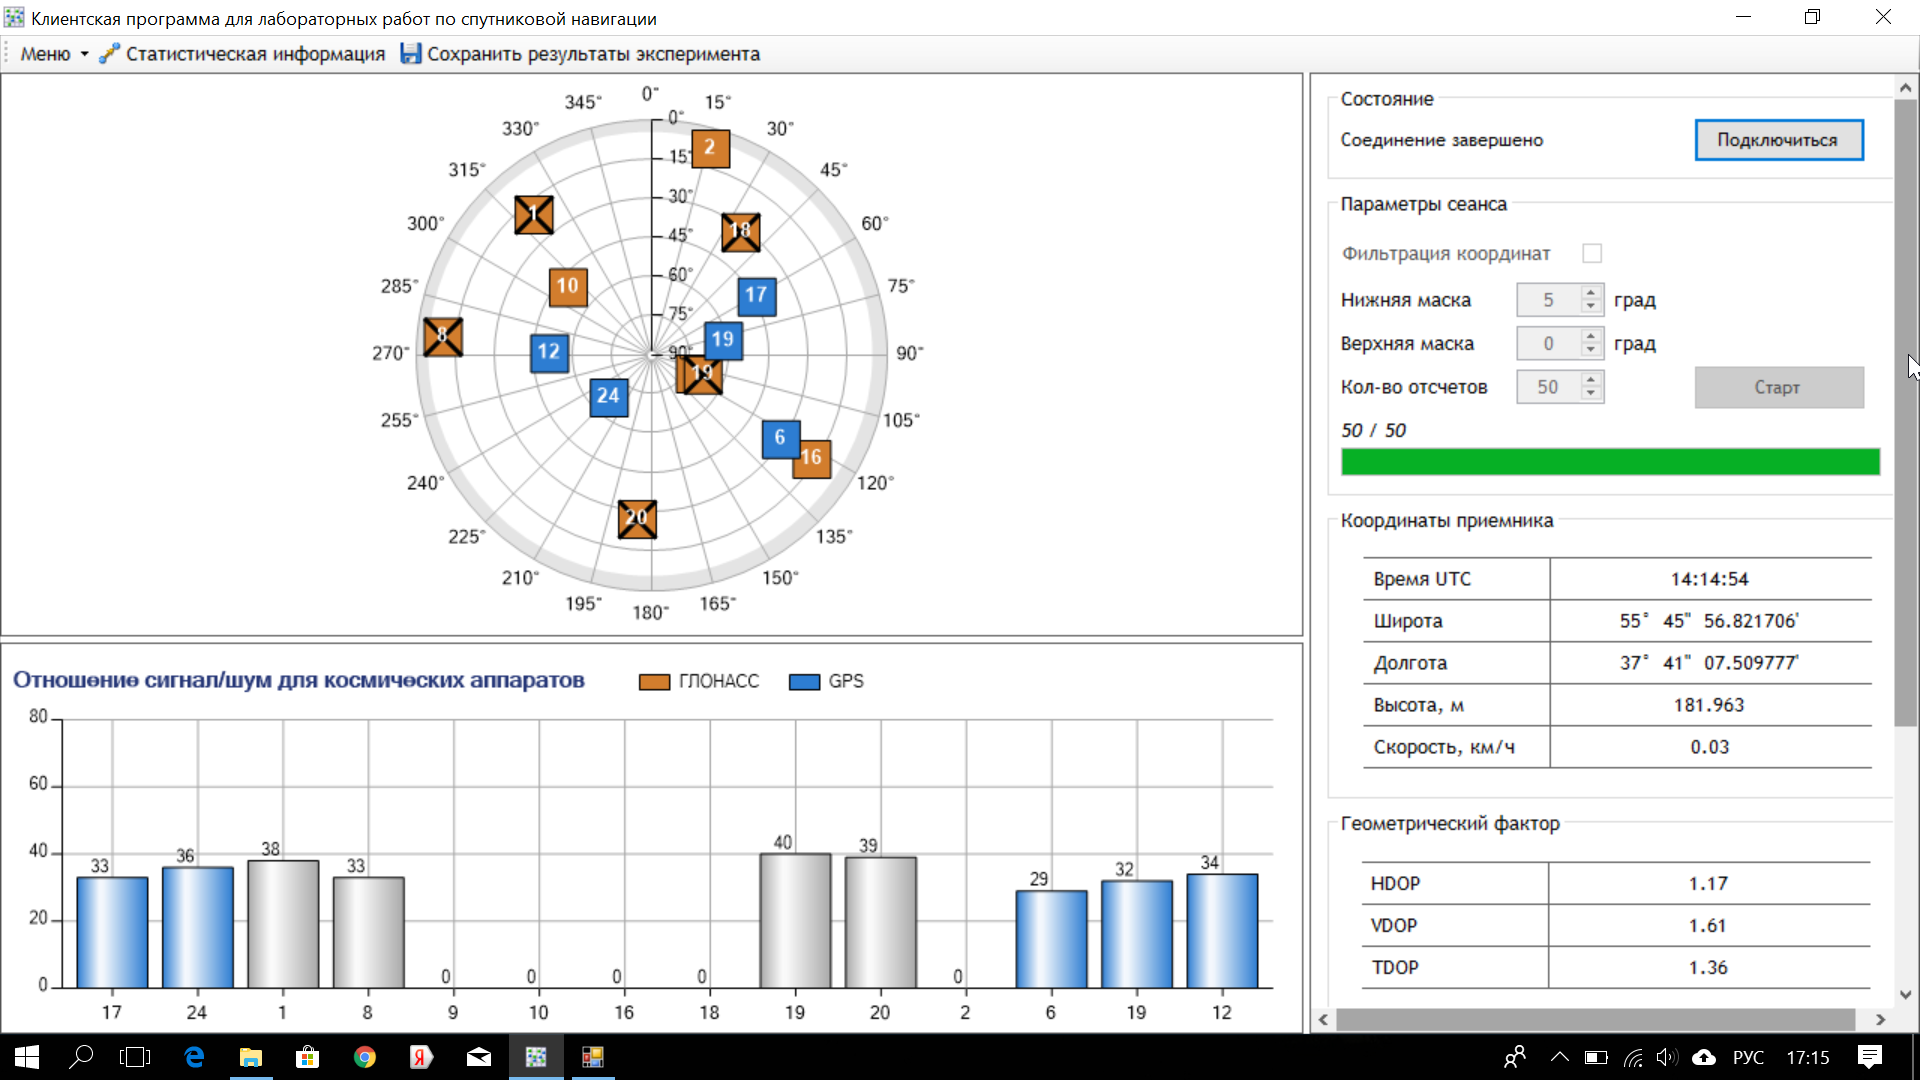 Клиентская программа для лабораторных работ по спутниковой навигации
Меню Статистическая информация Сохранить результаты эксперимента
0°
15°
30°
45°
60°
75°
90°
105°
120°
135°
150°
165°
180°
195°
210°
225°
240°
255°
270°
285°
300°
315°
330°
345°
0°
15°
30°
45°
60°
75°
90°
2
1
18
10
17
8
12
19
19
24
6
16
20
Отношение сигнал/шум для космических аппаратов ГЛОНАСС GPS
80
60
40
20
0
33 36 38 33 0 0 0 0 40 39 0 29 32 34
17 24 1 8 9 10 16 18 19 20 2 6 19 12
Состояние
Соединение завершено Подключиться
Параметры сеанса
Фильтрация координат
Нижняя маска 5 град
Верхняя маска 0 град
Кол-во отсчетов 50 Старт
50 / 50
Координаты приемника
Время UTC 14:14:54
Широта 55° 45" 56.821706'
Долгота 37° 41" 07.509777'
Высота, м 181.963
Скорость, км/ч 0.03
Геометрический фактор
HDOP 1.17
VDOP 1.61
TDOP 1.36
РУС 17:15